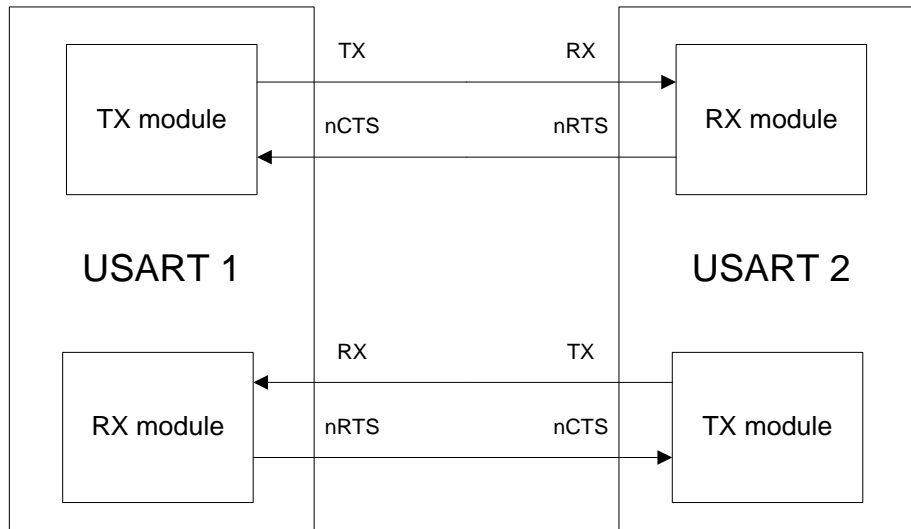 TX RX
TX module RX module
nCTS nRTS
USART 1 USART 2
RX TX
RX module TX module
nRTS nCTS